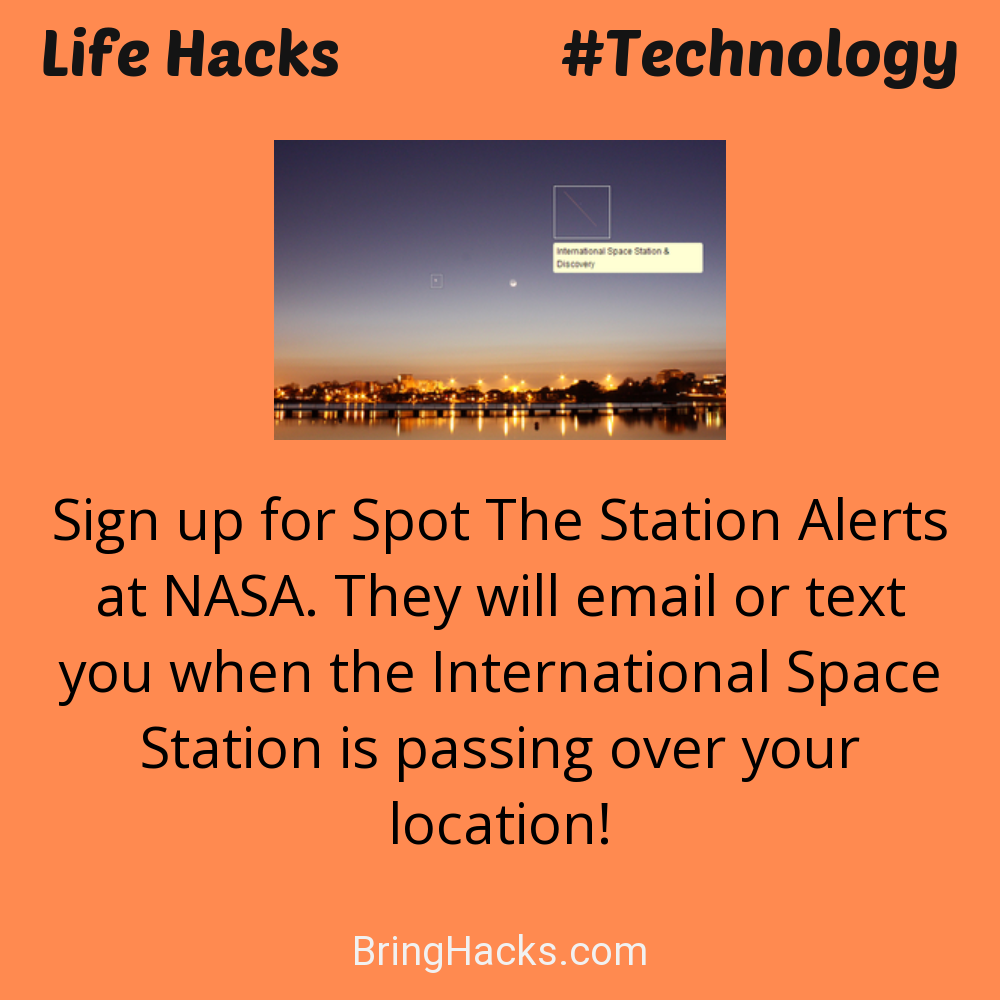 Life Hacks #Technology
International Space Station &
Discovery
Sign up for Spot The Station Alerts
at NASA. They will email or text
you when the International Space
Station is passing over your
location!
BringHacks.com